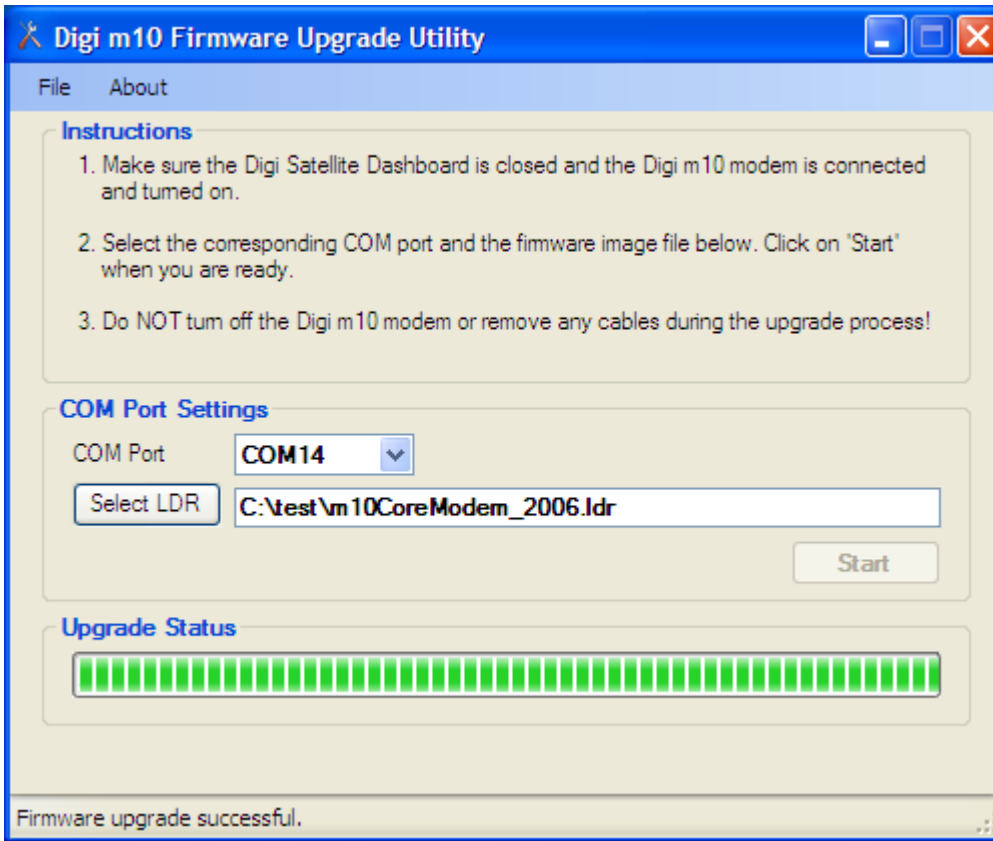 Digi m10 Firmware Upgrade Utility
File About
Instructions
1. Make sure the Digi Satellite Dashboard is closed and the Digi m10 modem is connected
and turned on.
2. Select the corresponding COM port and the firmware image file below. Click on 'Start'
when you are ready.
3. Do NOT turn off the Digi m10 modem or remove any cables during the upgrade process!
COM Port Settings
COM Port COM14
Select LDR C:\test\m10CoreModem_2006.ldr
Start
Upgrade Status
Firmware upgrade successful.